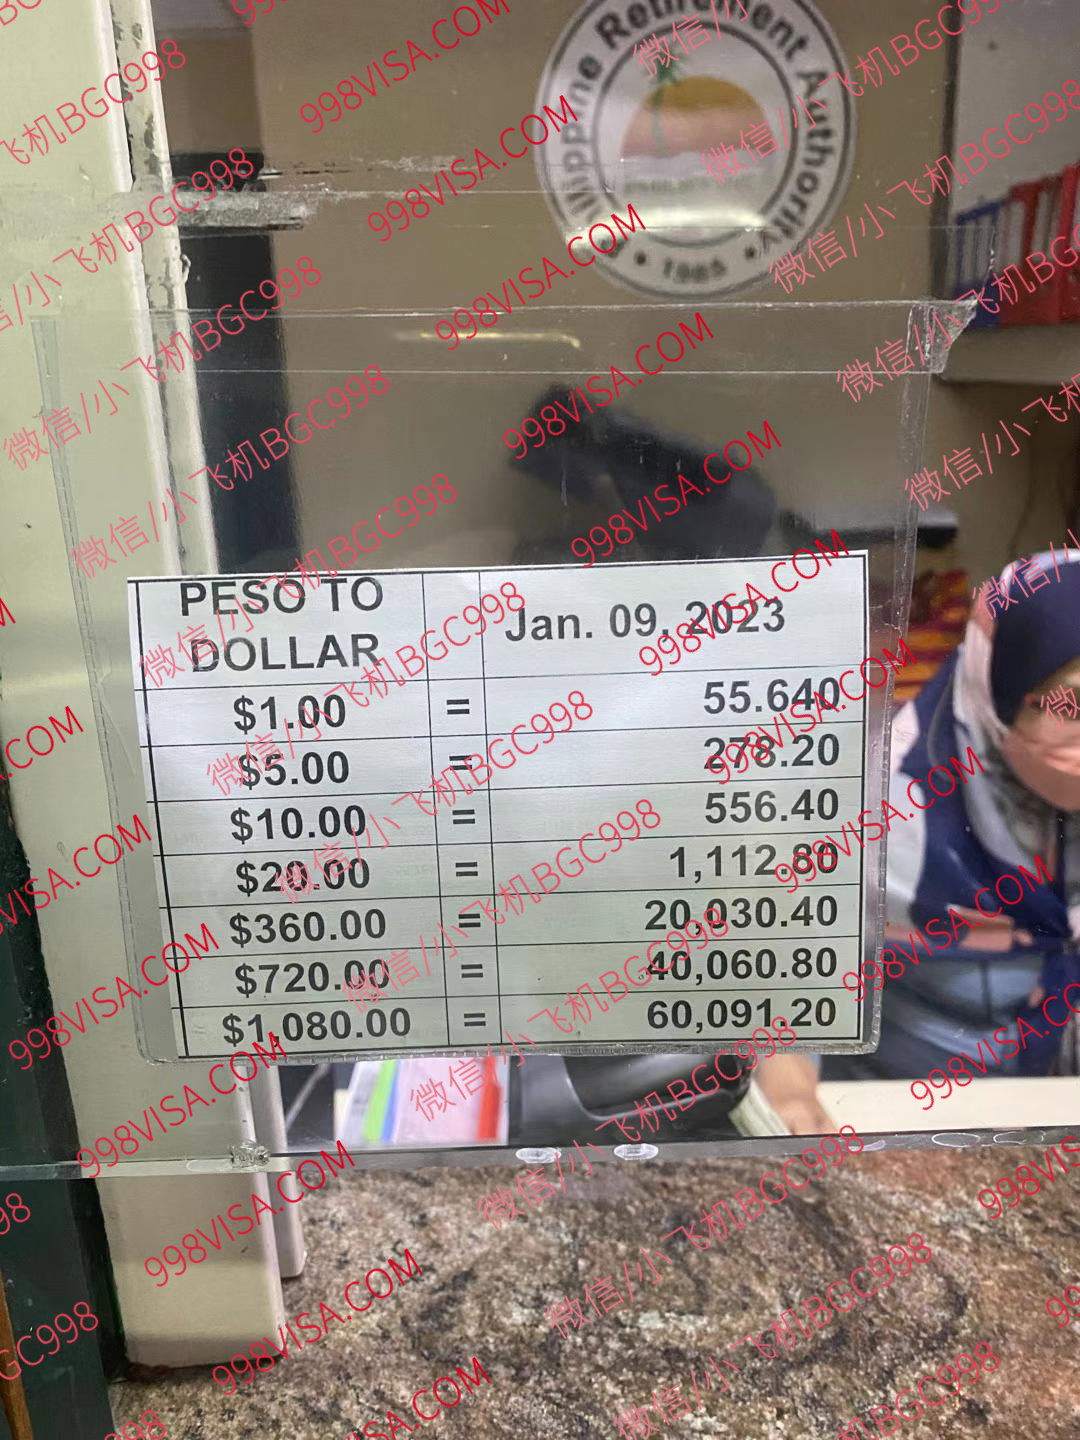 Philippine Retirement Authority
1985
PESO TO DOLLAR Jan. 09, 2023
$1.00 = 55.640
$5.00 = 278.20
$10.00 = 556.40
$20.00 = 1,112.80
$360.00 = 20,030.40
$720.00 = 40,060.80
$1,080.00 = 60,091.20
998VISA.COM
微信/小飞机BGC998